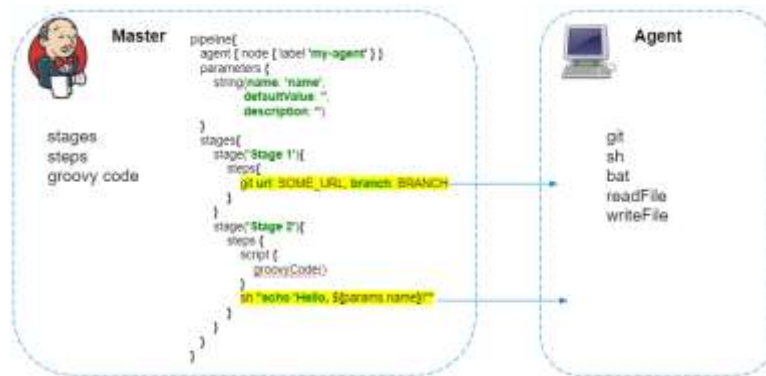 Master
stages
steps
groovy code
pipeline{
agent { node { label 'my-agent' } }
parameters {
string(name: 'name',
defaultValue: '',
description: '')
}
stages{
stage("Stage 1"){
steps{
git url: SOME_URL, branch: BRANCH
}
}
stage("Stage 2"){
steps {
script {
groovyCode()
}
sh "echo 'Hello, ${params.name}!'"
}
}
}
}
Agent
git
sh
bat
readFile
writeFile